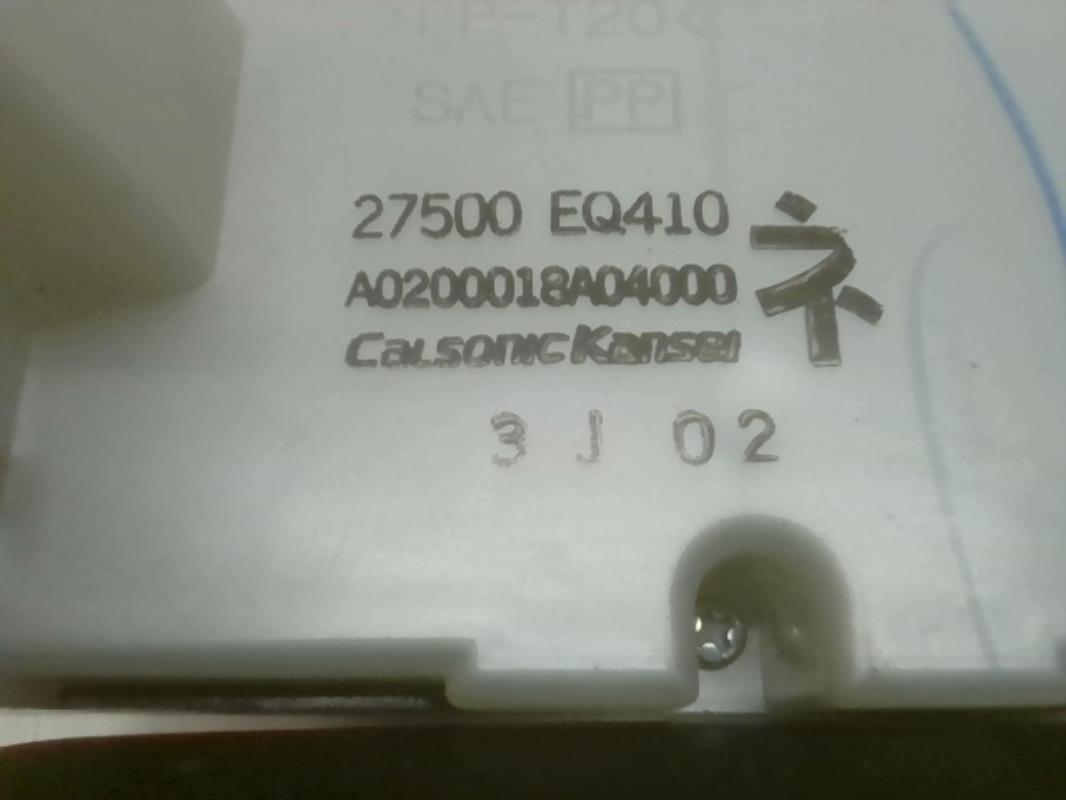 >PP-T20<
SAE PP
27500 EQ410 ネ
A0200018A04000
CalsonicKansei
3 J 02